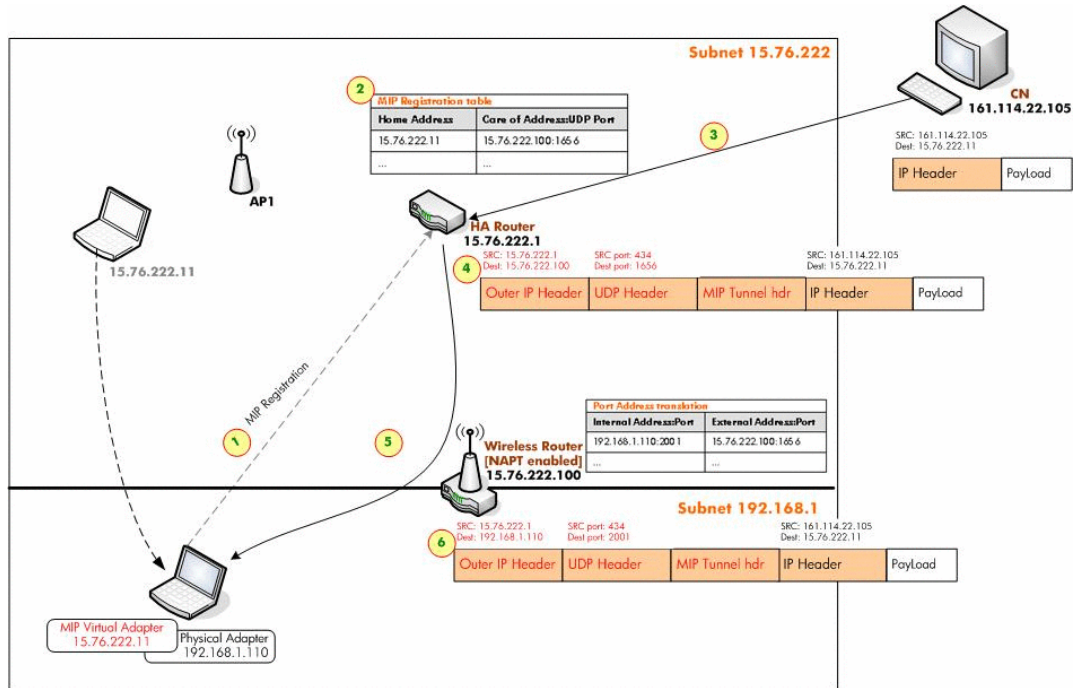 Subnet 15.76.222
CN
161.114.22.105
2
MIP Registration table
Home Address
Care of Address:UDP Port
15.76.222.11
15.76.222.100:1656
...
...
3
SRC: 161.114.22.105
Dest: 15.76.222.11
IP Header
PayLoad
AP1
15.76.222.11
HA Router
15.76.222.1
4
SRC: 15.76.222.1
Dest: 15.76.222.100
SRC port: 434
Dest port: 1656
SRC: 161.114.22.105
Dest: 15.76.222.11
Outer IP Header
UDP Header
MIP Tunnel hdr
IP Header
PayLoad
MIP Registration
1
5
Port Address translation
Internal Address:Port
External Address:Port
192.168.1.110:2001
15.76.222.100:1656
...
...
Wireless Router
[NAPT enabled]
15.76.222.100
Subnet 192.168.1
6
SRC: 15.76.222.1
Dest: 192.168.1.110
SRC port: 434
Dest port: 2001
SRC: 161.114.22.105
Dest: 15.76.222.11
Outer IP Header
UDP Header
MIP Tunnel hdr
IP Header
PayLoad
MIP Virtual Adapter
15.76.222.11
Physical Adapter
192.168.1.110